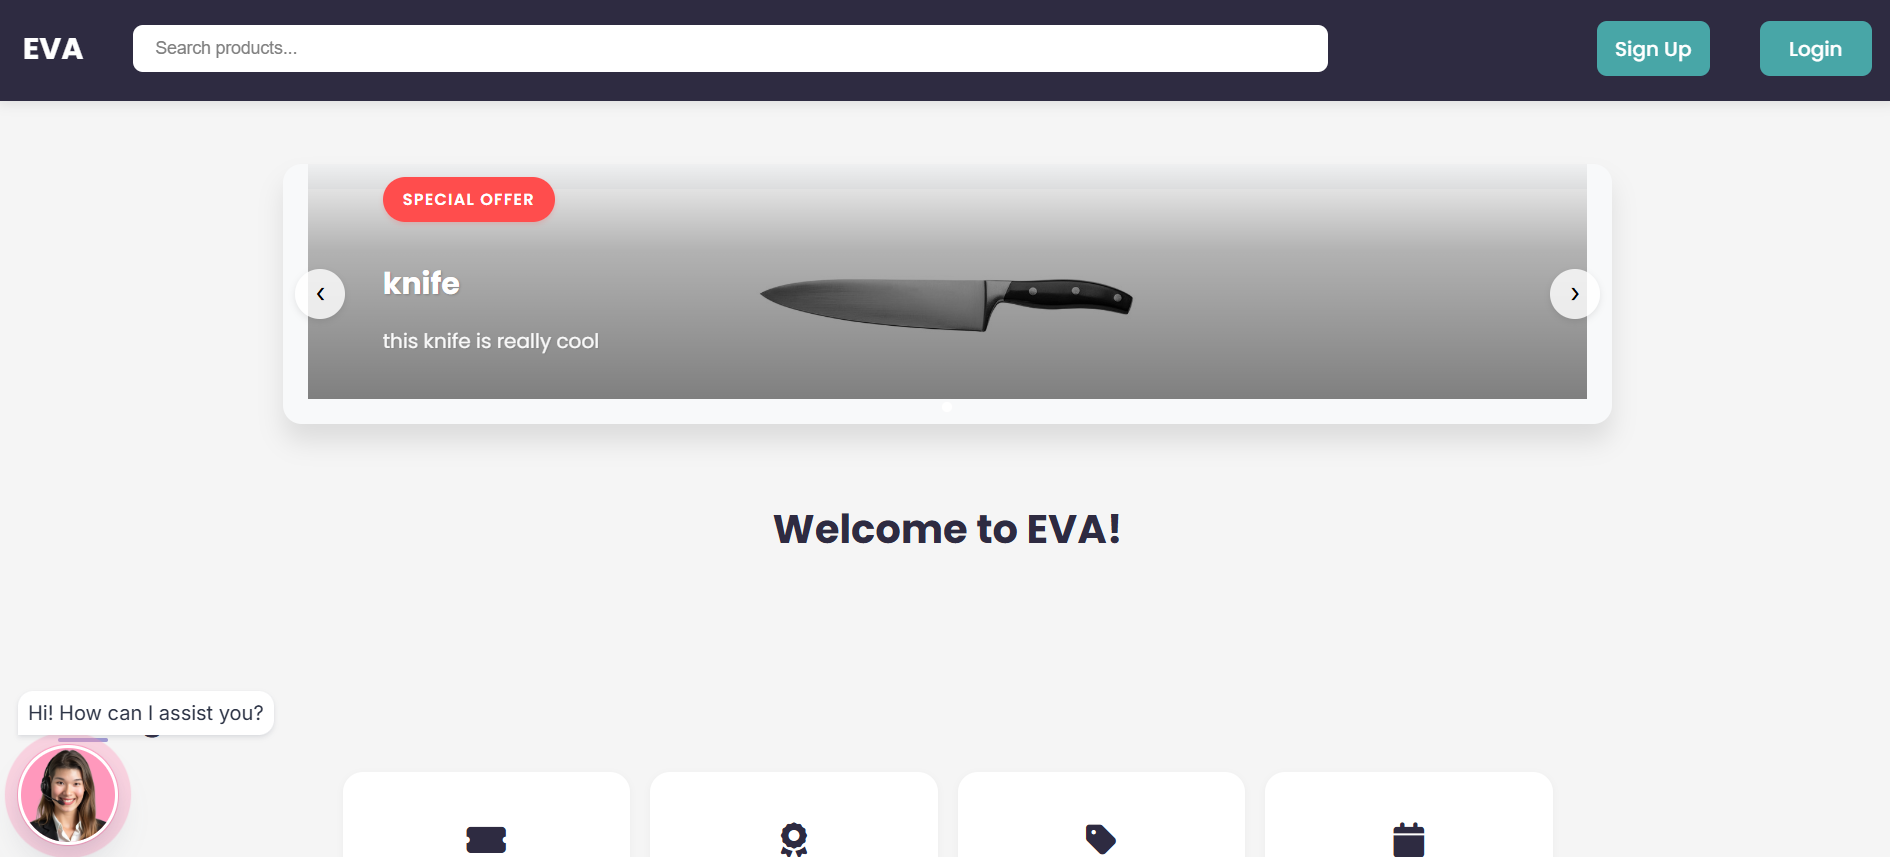 EVA
Search products...
Sign Up
Login
SPECIAL OFFER
knife
this knife is really cool
‹
›
Welcome to EVA!
Hi! How can I assist you?